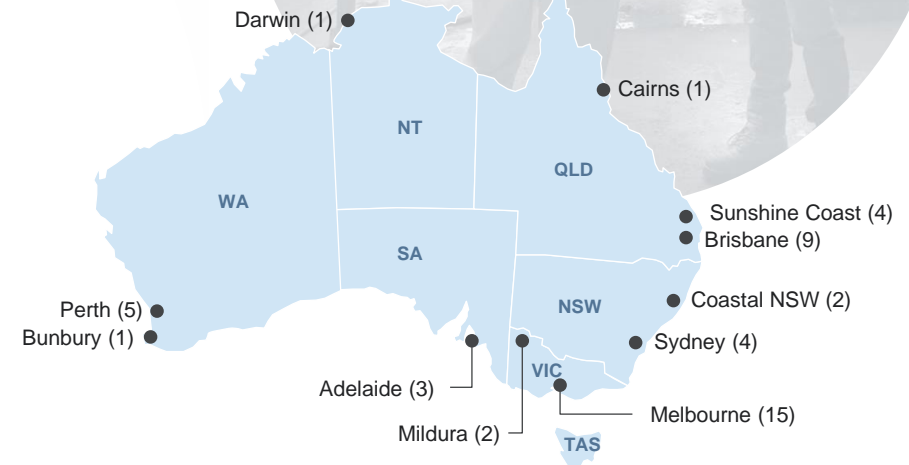 Darwin (1)
Cairns (1)
NT
QLD
WA
Sunshine Coast (4)
Brisbane (9)
SA
Perth (5)
Coastal NSW (2)
NSW
Bunbury (1)
Sydney (4)
VIC
Adelaide (3)
Melbourne (15)
Mildura (2)
TAS